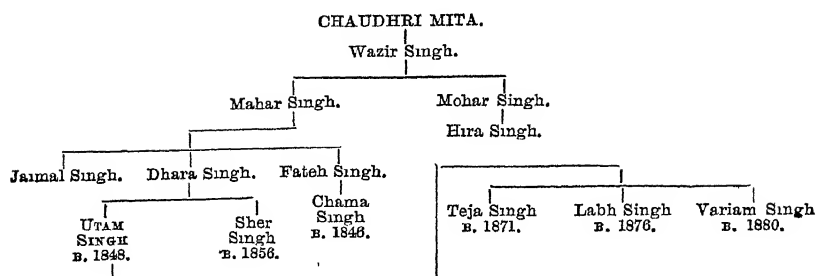 CHAUDHRI MITA.
Wazir Singh.
Mahar Singh. Mohar Singh.
Hira Singh.
Jaimal Singh. Dhara Singh. Fateh Singh.
Chama
Singh
B. 1846.
UTAM
SINGH
B. 1848.
Sher
Singh
B. 1856.
Teja Singh
B. 1871.
Labh Singh
B. 1876.
Variam Singh
B. 1880.